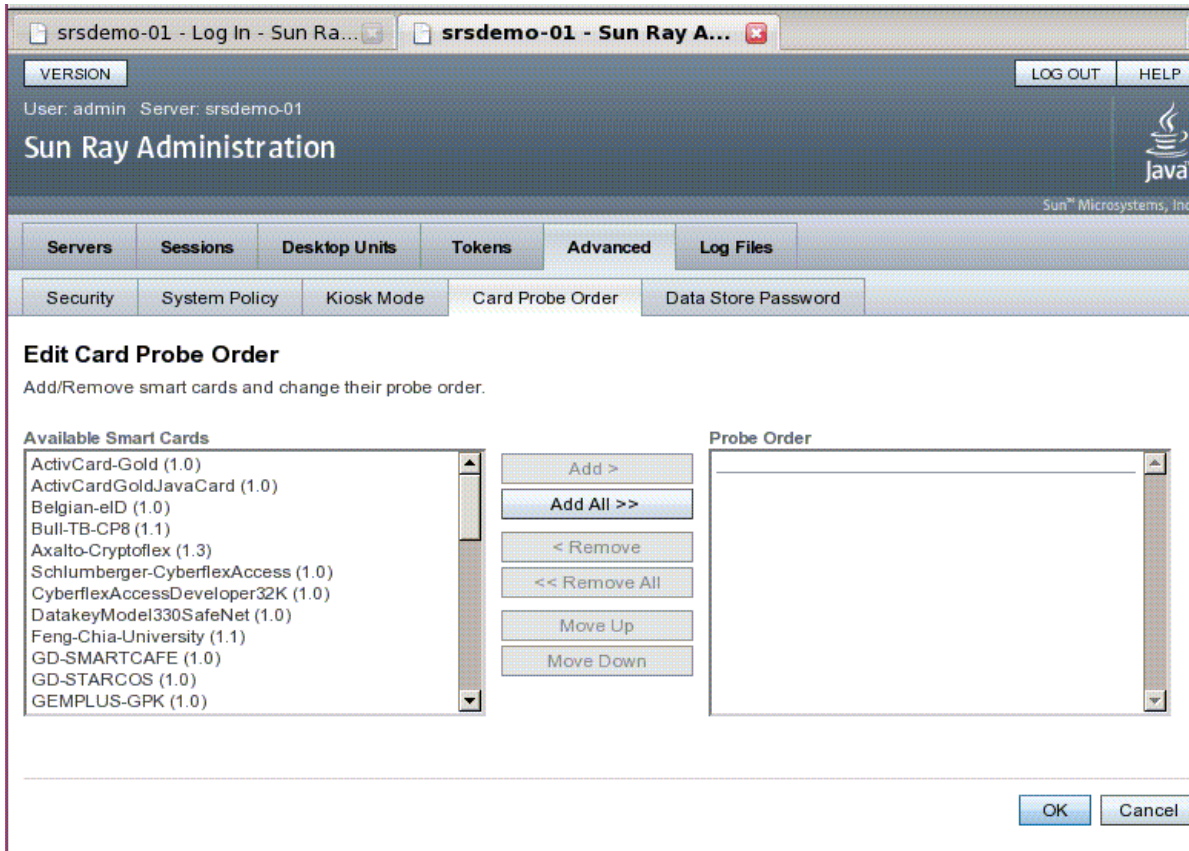 srsdemo-01 - Log In - Sun Ra... srsdemo-01 - Sun Ray A...
VERSION LOG OUT HELP
User: admin Server: srsdemo-01
Sun Ray Administration
Java
Sun™ Microsystems, Inc
Servers Sessions Desktop Units Tokens Advanced Log Files
Security System Policy Kiosk Mode Card Probe Order Data Store Password
Edit Card Probe Order
Add/Remove smart cards and change their probe order.
Available Smart Cards
ActivCard-Gold (1.0)
ActivCardGoldJavaCard (1.0)
Belgian-eID (1.0)
Bull-TB-CP8 (1.1)
Axalto-Cryptoflex (1.3)
Schlumberger-CyberflexAccess (1.0)
CyberflexAccessDeveloper32K (1.0)
DatakeyModel330SafeNet (1.0)
Feng-Chia-University (1.1)
GD-SMARTCAFE (1.0)
GD-STARCOS (1.0)
GEMPLUS-GPK (1.0)
Add >
Add All >>
< Remove
<< Remove All
Move Up
Move Down
Probe Order
OK Cancel